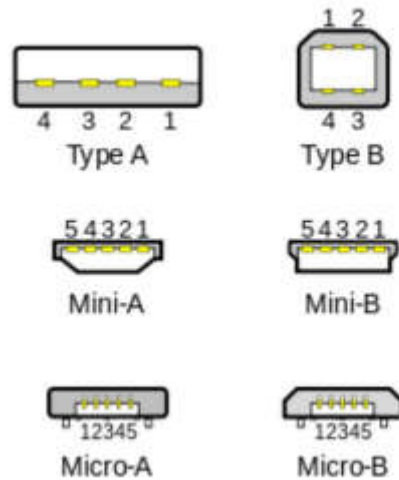 1 2
4 3 2 1
4 3
Type A
Type B
54321
54321
Mini-A
Mini-B
12345
12345
Micro-A
Micro-B